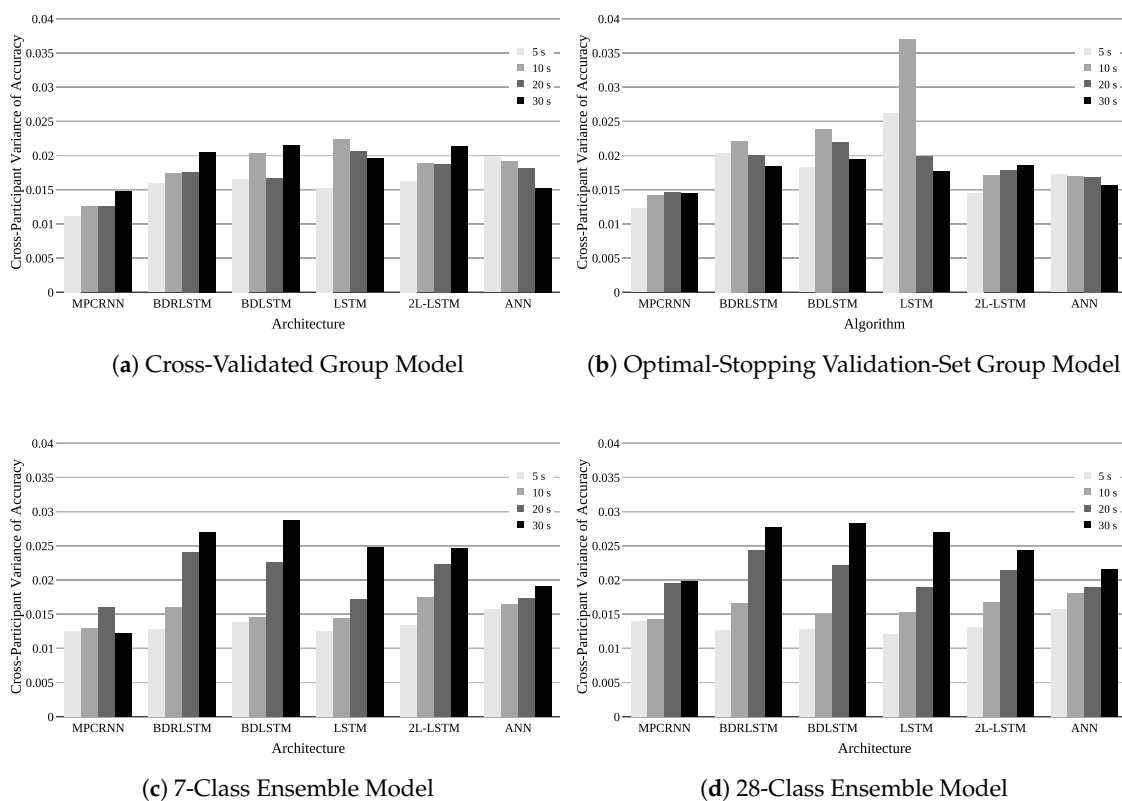 Cross-Participant Variance of Accuracy
0.04
0.035
0.03
0.025
0.02
0.015
0.01
0.005
0
5 s
10 s
20 s
30 s
MPCRNN BDRLSTM BDLSTM LSTM 2L-LSTM ANN
Architecture
(a) Cross-Validated Group Model
Cross-Participant Variance of Accuracy
0.04
0.035
0.03
0.025
0.02
0.015
0.01
0.005
0
5 s
10 s
20 s
30 s
MPCRNN BDRLSTM BDLSTM LSTM 2L-LSTM ANN
Algorithm
(b) Optimal-Stopping Validation-Set Group Model
Cross-Participant Variance of Accuracy
0.04
0.035
0.03
0.025
0.02
0.015
0.01
0.005
0
5 s
10 s
20 s
30 s
MPCRNN BDRLSTM BDLSTM LSTM 2L-LSTM ANN
Architecture
(c) 7-Class Ensemble Model
Cross-Participant Variance of Accuracy
0.04
0.035
0.03
0.025
0.02
0.015
0.01
0.005
0
5 s
10 s
20 s
30 s
MPCRNN BDRLSTM BDLSTM LSTM 2L-LSTM ANN
Architecture
(d) 28-Class Ensemble Model